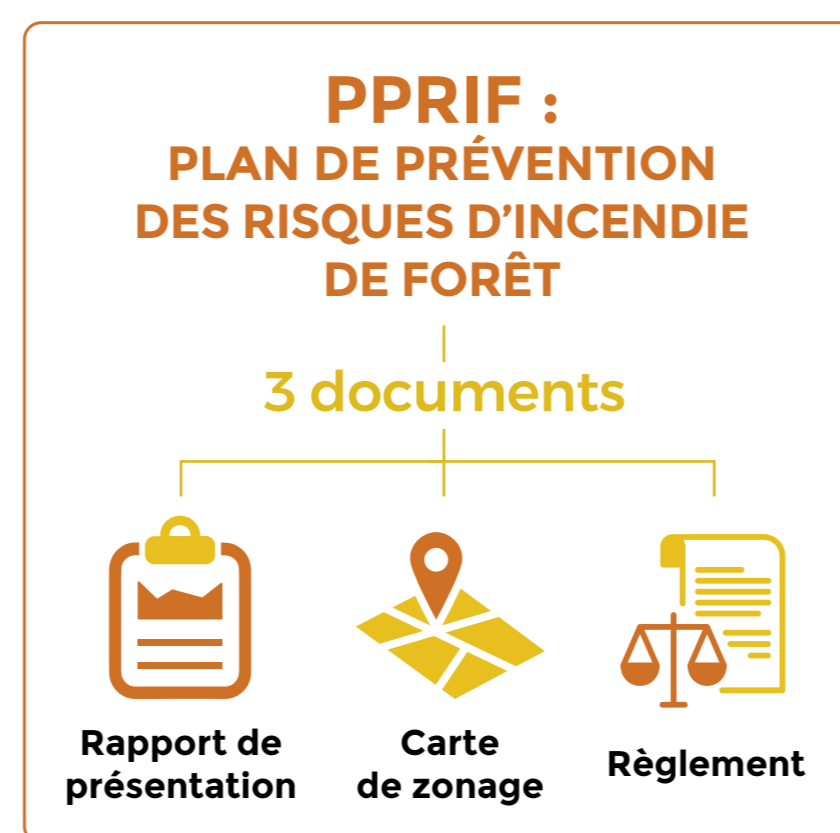 PPRIF :
PLAN DE PRÉVENTION
DES RISQUES D’INCENDIE
DE FORÊT
3 documents
Rapport de
présentation
Carte
de zonage
Règlement